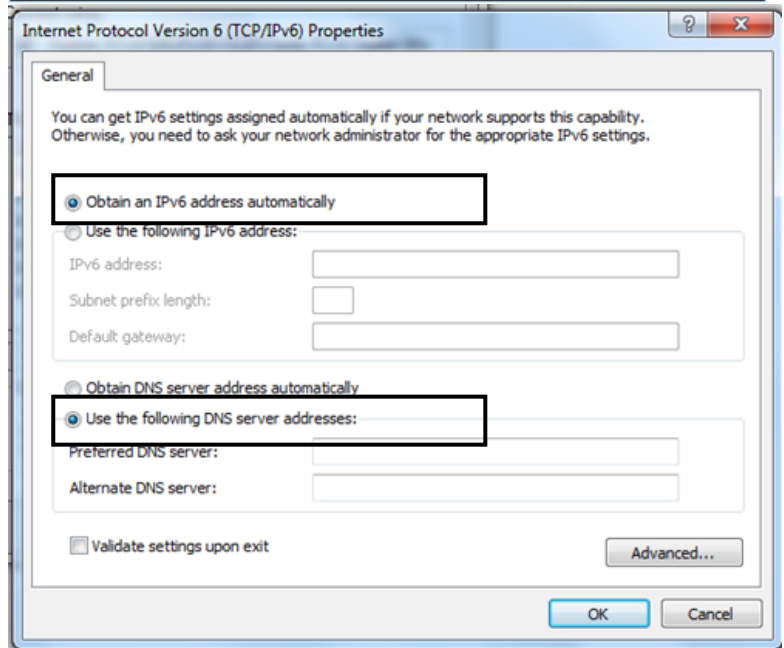 Internet Protocol Version 6 (TCP/IPv6) Properties
?
General
You can get IPv6 settings assigned automatically if your network supports this capability.
Otherwise, you need to ask your network administrator for the appropriate IPv6 settings.
Obtain an IPv6 address automatically
Use the following IPv6 address:
IPv6 address:
Subnet prefix length:
Default gateway:
Obtain DNS server address automatically
Use the following DNS server addresses:
Preferred DNS server:
Alternate DNS server:
Validate settings upon exit
Advanced...
OK Cancel